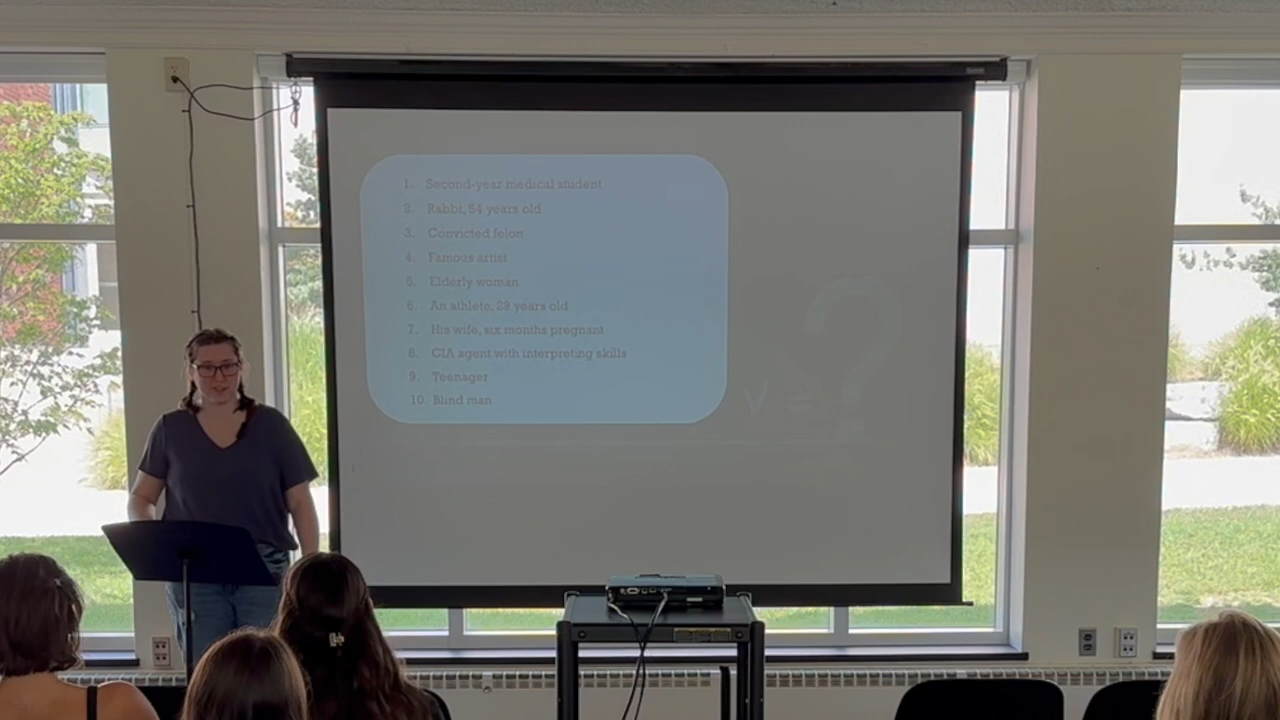 1. Second-year medical student
2. Rabbi, 54 years old
3. Convicted felon
4. Famous artist
5. Elderly woman
6. An athlete, 29 years old
7. His wife, six months pregnant
8. CIA agent with interpreting skills
9. Teenager
10. Blind man
?